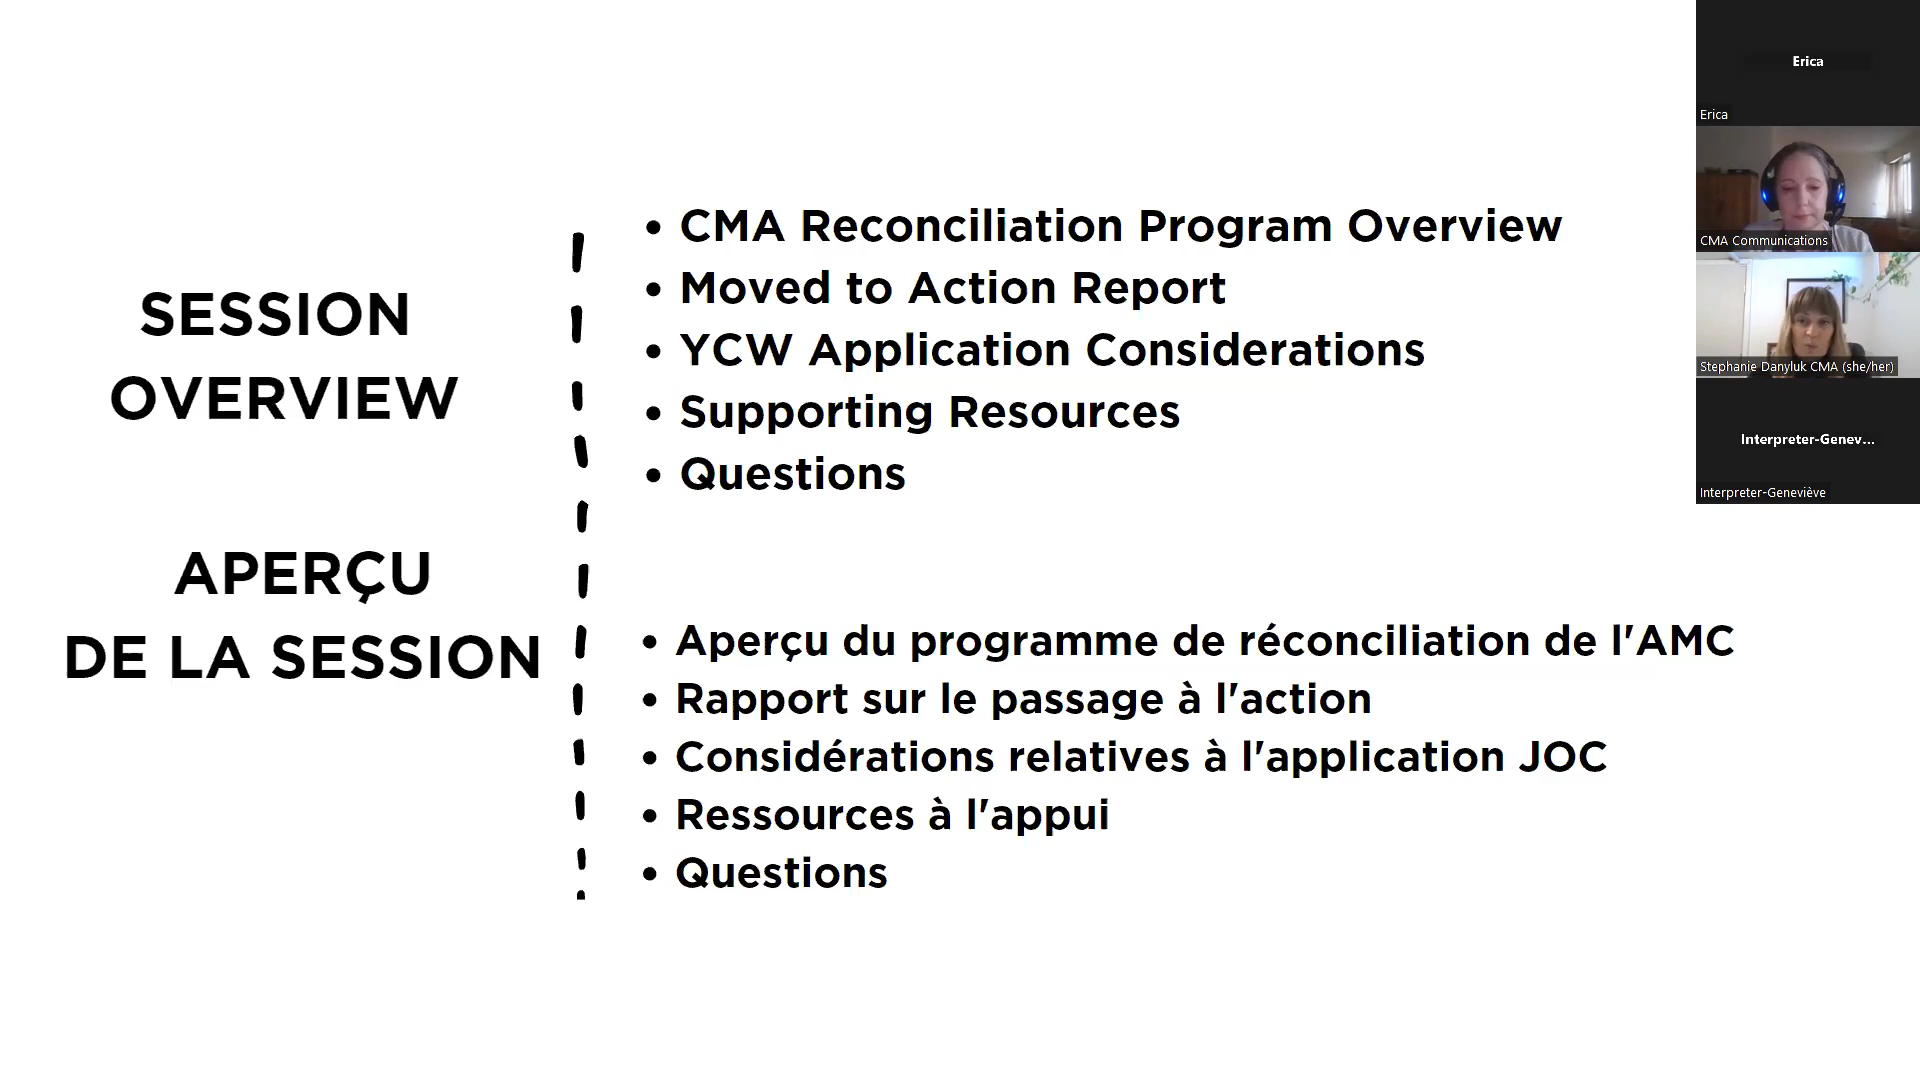 SESSION
OVERVIEW
• CMA Reconciliation Program Overview
• Moved to Action Report
• YCW Application Considerations
• Supporting Resources
• Questions
APERÇU
DE LA SESSION
• Aperçu du programme de réconciliation de l'AMC
• Rapport sur le passage à l'action
• Considérations relatives à l'application JOC
• Ressources à l'appui
• Questions
Erica
Erica
CMA Communications
Stephanie Danyluk CMA (she/her)
Interpreter-Genev...
Interpreter-Geneviève